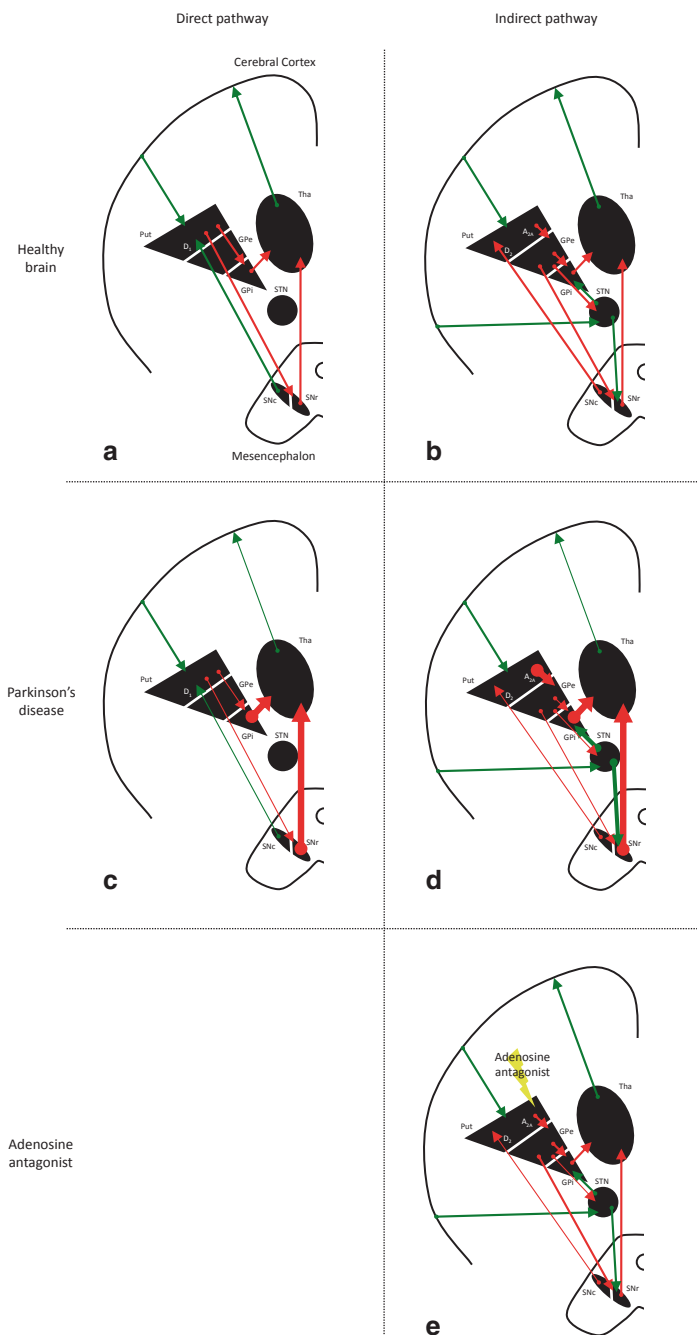 Direct pathway
Indirect pathway
Healthy
brain
Cerebral Cortex
Tha
Put
D1
GPe
GPi
STN
SNc
SNr
a
Mesencephalon
Tha
Put
A2A
D2
GPe
GPi
STN
SNc
SNr
b
Parkinson's
disease
Tha
Put
D1
GPe
GPi
STN
SNc
SNr
c
Tha
Put
A2A
D2
GPe
GPi
STN
SNc
SNr
d
Adenosine
antagonist
Adenosine
antagonist
Tha
Put
A2A
D2
GPe
GPi
STN
SNc
SNr
e